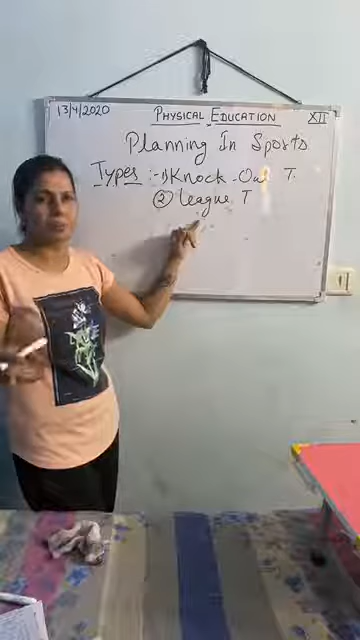 13/4/2020 PHYSICAL EDUCATION XII
Planning In Sports
Types :- 1) Knock - Out T.
② league T